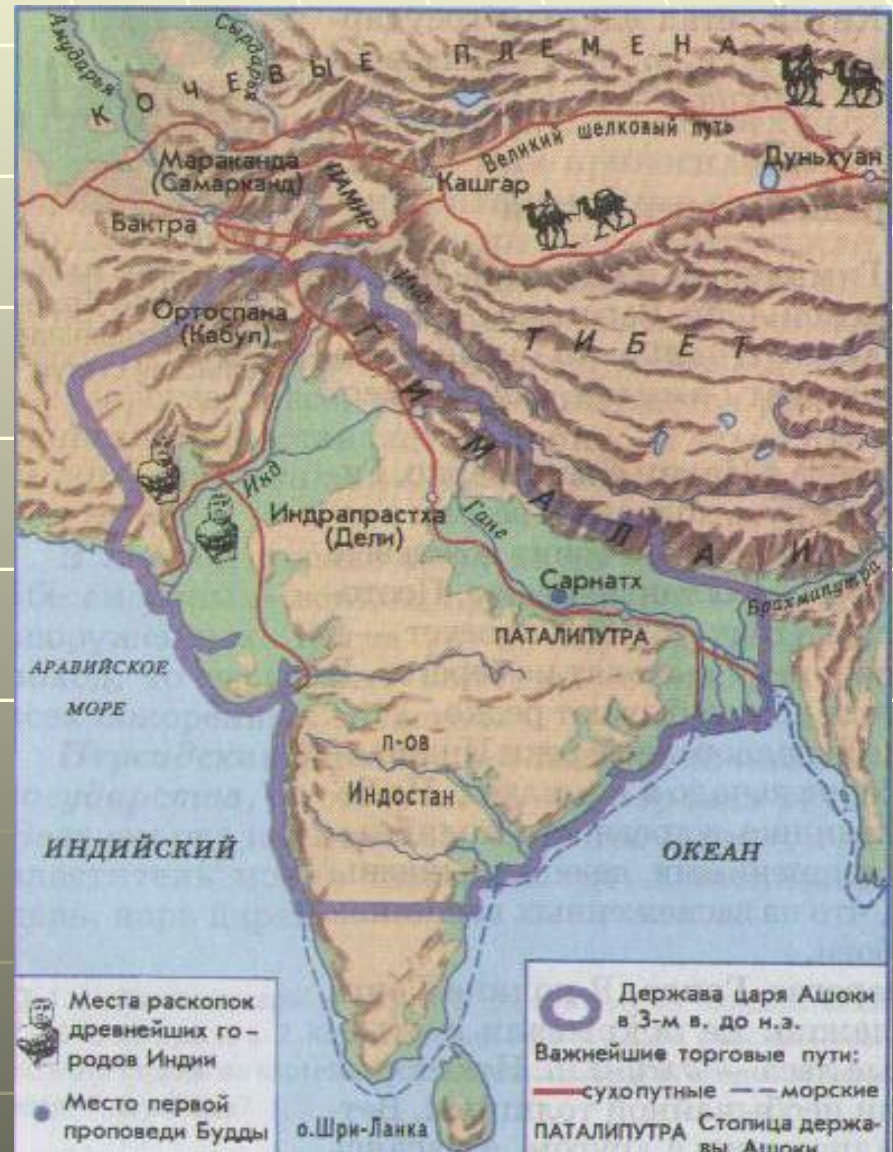 Амударья
Сырдарья
КОЧЕВЫЕ ПЛЕМЕНА
Великий шелковый путь
Мараканда
(Самарканд)
ПАМИР
Кашгар
Дуньхуан
Бактра
Инд
Ортоспана
(Кабул)
ТИБЕТ
ГИМАЛАИ
Инд
Индрапрастха
(Дели)
Ганг
Сарнатх
Брахмапутра
ПАТАЛИПУТРА
АРАВИЙСКОЕ
МОРЕ
п-ов
Индостан
ИНДИЙСКИЙ
ОКЕАН
Места раскопок
древнейших го-
родов Индии
Место первой
проповеди Будды
о.Шри-Ланка
Держава царя Ашоки
в 3-м в. до н.э.
Важнейшие торговые пути:
сухопутные
морские
ПАТАЛИПУТРА Столица держа-
вы Ашоки